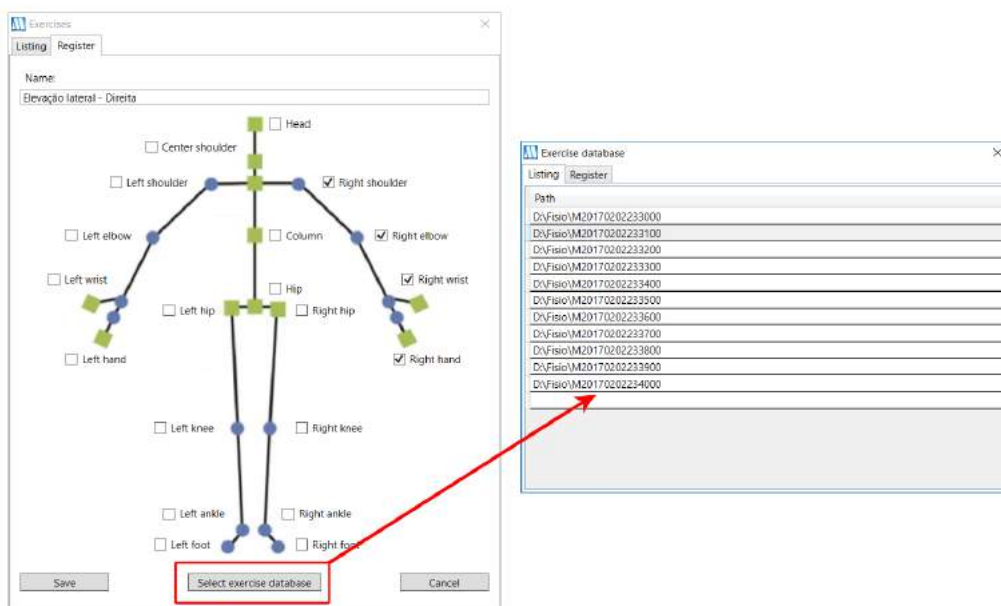 Exercises
Listing Register
Name:
Elevação lateral - Direita
Head
Center shoulder
Left shoulder Right shoulder
Left elbow Column Right elbow
Left wrist Hip Right wrist
Left hip Right hip
Left hand Right hand
Left knee Right knee
Left ankle Right ankle
Left foot Right foot
Save Select exercise database Cancel
Exercise database
Listing Register
Path
D:\Fisio\M20170202233000
D:\Fisio\M20170202233100
D:\Fisio\M20170202233200
D:\Fisio\M20170202233300
D:\Fisio\M20170202233400
D:\Fisio\M20170202233500
D:\Fisio\M20170202233600
D:\Fisio\M20170202233700
D:\Fisio\M20170202233800
D:\Fisio\M20170202233900
D:\Fisio\M20170202234000